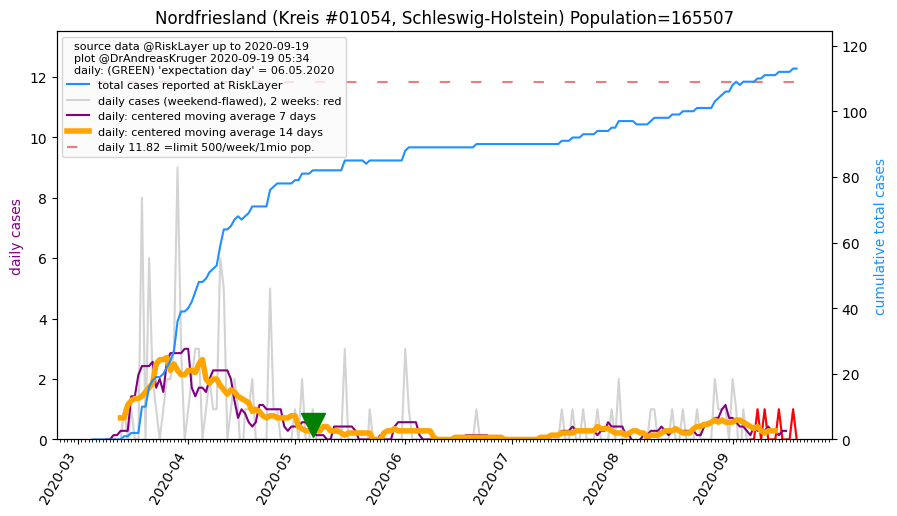 Nordfriesland (Kreis #01054, Schleswig-Holstein) Population=165507
source data @RiskLayer up to 2020-09-19
plot @DrAndreasKruger 2020-09-19 05:34
daily: (GREEN) 'expectation day' = 06.05.2020
total cases reported at RiskLayer
daily cases (weekend-flawed), 2 weeks: red
daily: centered moving average 7 days
daily: centered moving average 14 days
daily 11.82 =limit 500/week/1mio pop.
daily cases
12
10
8
6
4
2
0
cumulative total cases
120
100
80
60
40
20
0
2020-03
2020-04
2020-05
2020-06
2020-07
2020-08
2020-09